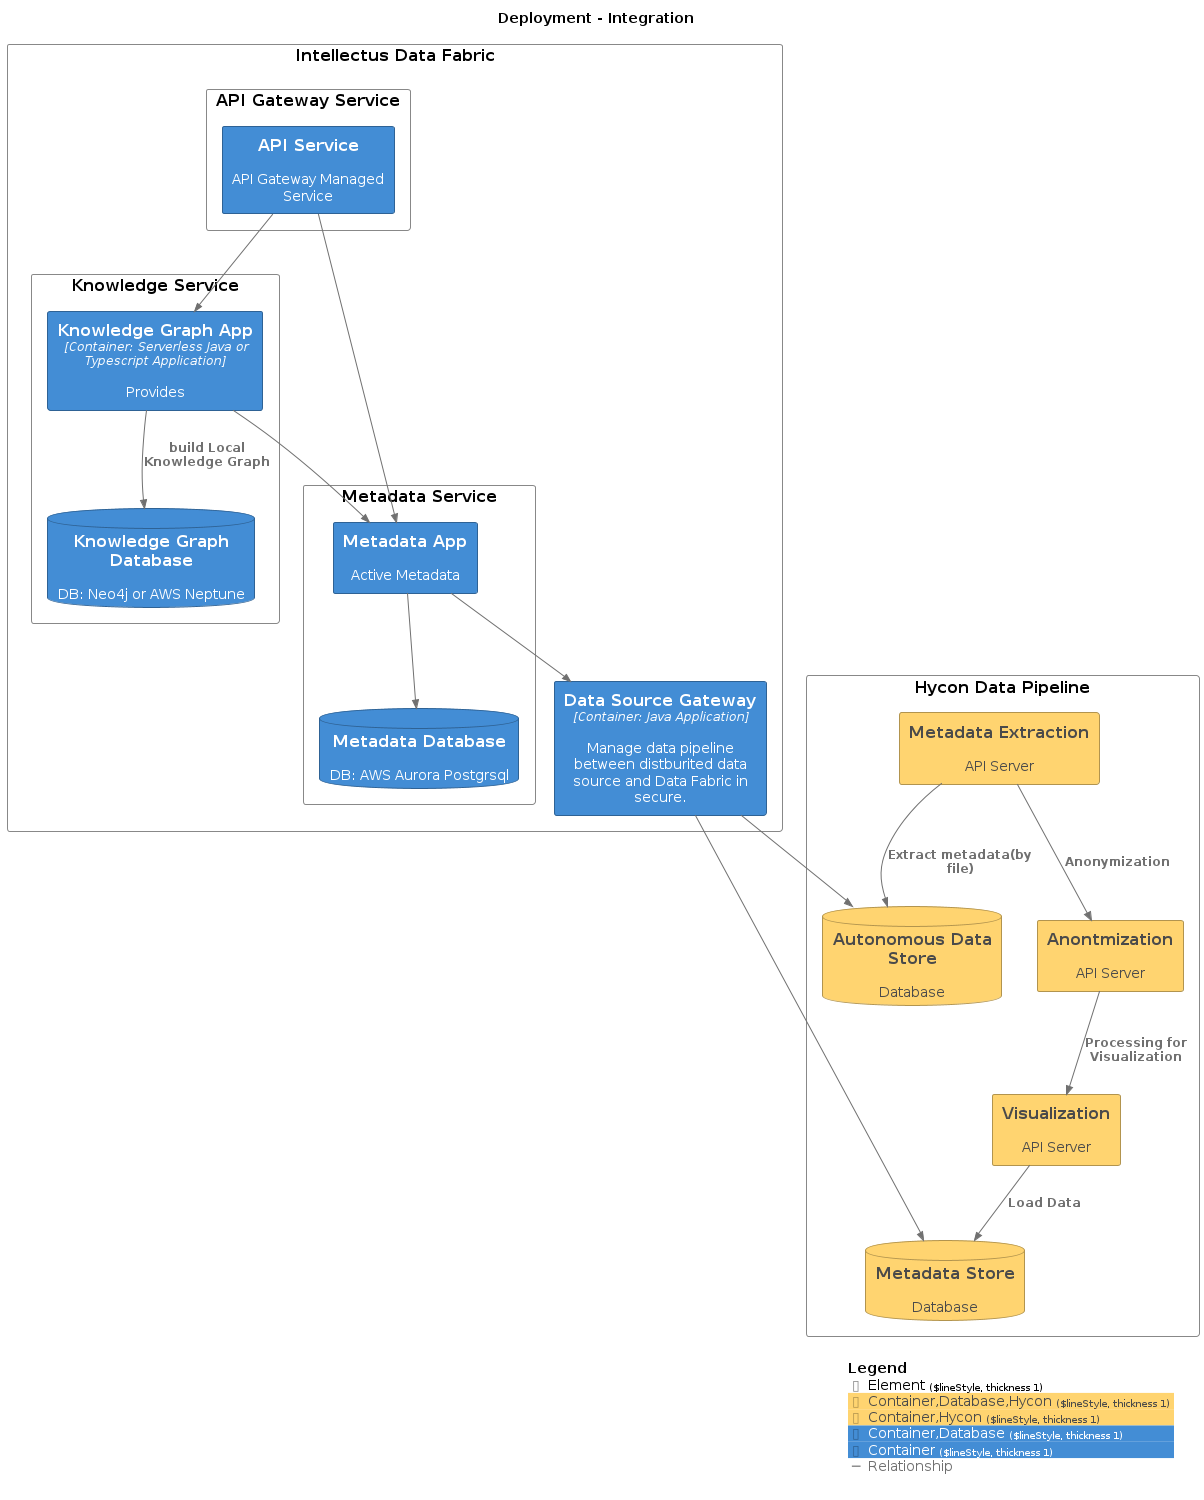 Deployment - Integration
Intellectus Data Fabric
API Gateway Service
API Service
API Gateway Managed
Service
Knowledge Service
Knowledge Graph App
[Container: Serverless Java or
Typescript Application]
Provides
build Local
Knowledge Graph
Knowledge Graph
Database
DB: Neo4j or AWS Neptune
Metadata Service
Metadata App
Active Metadata
Metadata Database
DB: AWS Aurora Postgrsql
Data Source Gateway
[Container: Java Application]
Manage data pipeline
between distburited data
source and Data Fabric in
secure.
Hycon Data Pipeline
Metadata Extraction
API Server
Extract metadata(by
file)
Anonymization
Autonomous Data
Store
Database
Anontmization
API Server
Processing for
Visualization
Visualization
API Server
Load Data
Metadata Store
Database
Legend
Element ($lineStyle, thickness 1)
Container,Database,Hycon ($lineStyle, thickness 1)
Container,Hycon ($lineStyle, thickness 1)
Container,Database ($lineStyle, thickness 1)
Container ($lineStyle, thickness 1)
Relationship